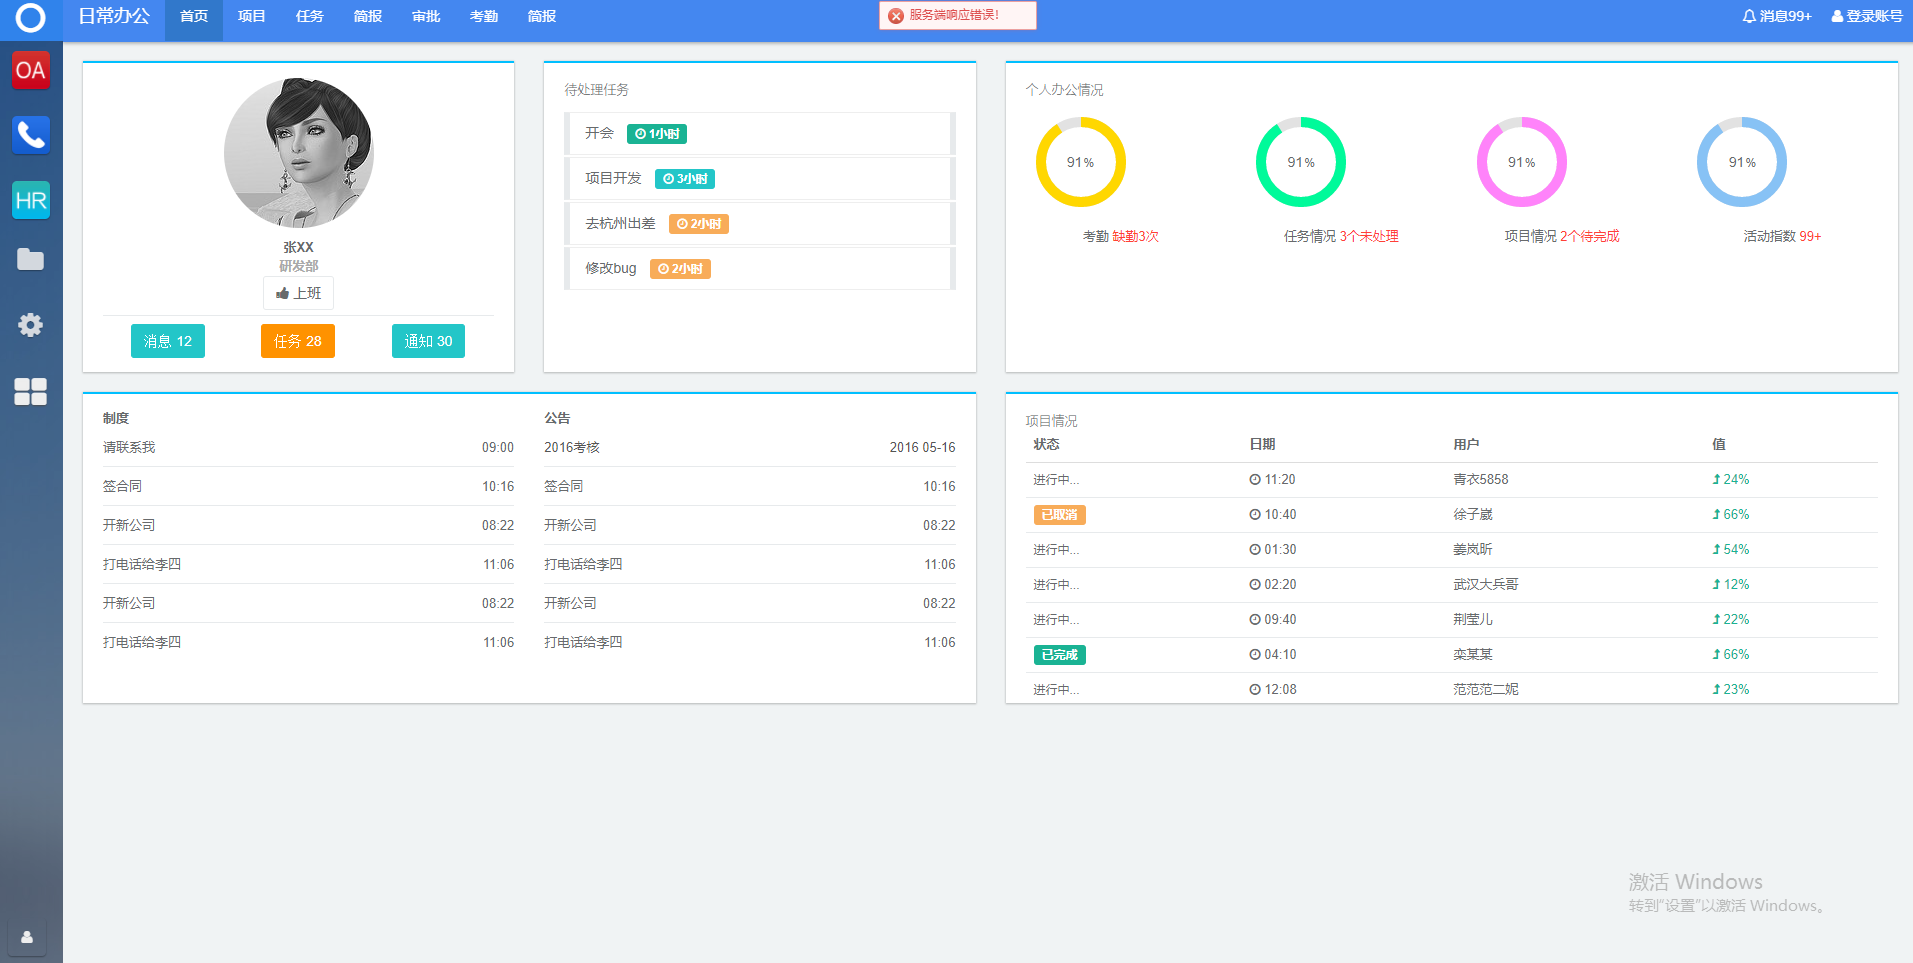 日常办公 首页 项目 任务 简报 审批 考勤 简报 服务端响应错误! 消息99+ 登录账号
OA
HR
张XX
研发部
上班
消息 12 任务 28 通知 30
待处理任务
开会 1小时
项目开发 3小时
去杭州出差 2小时
修改bug 2小时
个人办公情况
91% 91% 91% 91%
考勤 缺勤3次 任务情况 3个未处理 项目情况 2个待完成 活动指数 99+
制度
请联系我 09:00
签合同 10:16
开新公司 08:22
打电话给李四 11:06
开新公司 08:22
打电话给李四 11:06
公告
2016考核 2016 05-16
签合同 10:16
开新公司 08:22
打电话给李四 11:06
开新公司 08:22
打电话给李四 11:06
项目情况
状态 日期 用户 值
进行中... 11:20 青衣5858 24%
已取消 10:40 徐子崴 66%
进行中... 01:30 姜岚昕 54%
进行中... 02:20 武汉大兵哥 12%
进行中... 09:40 荆莹儿 22%
已完成 04:10 栾某某 66%
进行中... 12:08 范范范二妮 23%
激活 Windows
转到“设置”以激活 Windows。